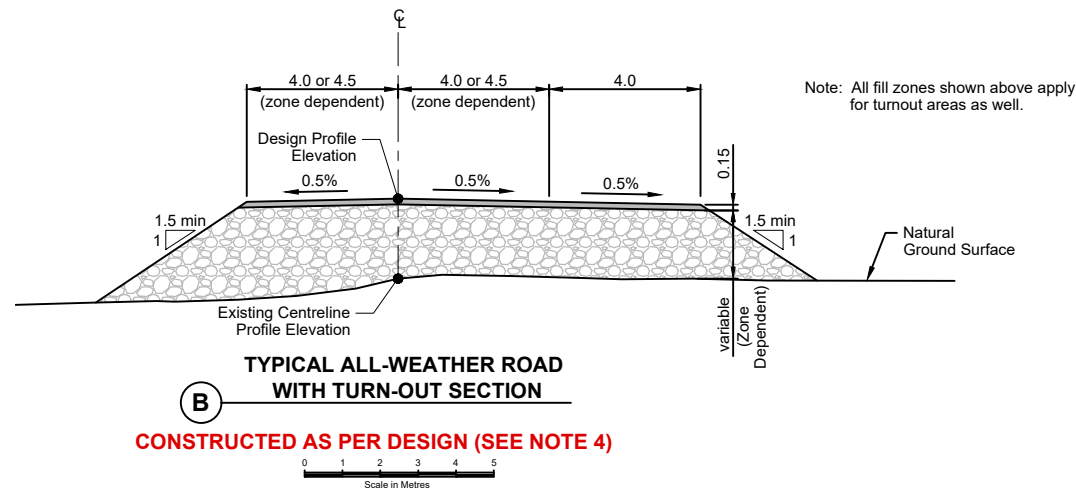 ℄
4.0 or 4.5
(zone dependent)
4.0 or 4.5
(zone dependent)
4.0
Note: All fill zones shown above apply
for turnout areas as well.
Design Profile
Elevation
0.15
0.5%
0.5%
0.5%
1.5 min
1
1.5 min
1
Natural
Ground Surface
Existing Centreline
Profile Elevation
variable
(Zone
Dependent)
TYPICAL ALL-WEATHER ROAD
WITH TURN-OUT SECTION
B
CONSTRUCTED AS PER DESIGN (SEE NOTE 4)
0 1 2 3 4 5
Scale in Metres